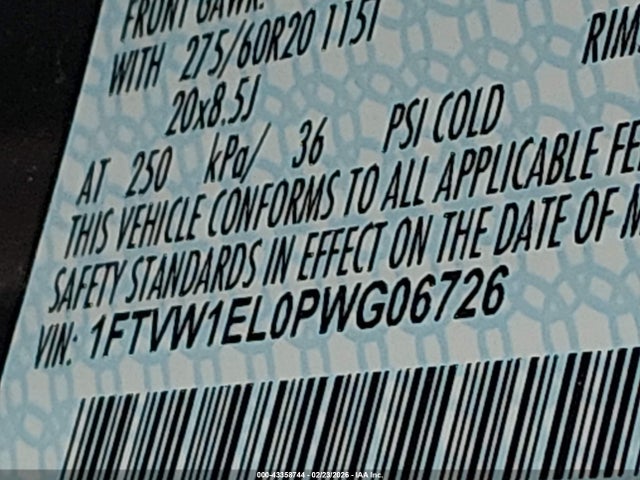 FRONT GAWR:
WITH 275/60R20 115T
RIMS
20x8.5J
AT 250 kPa/ 36 PSI COLD
THIS VEHICLE CONFORMS TO ALL APPLICABLE FE
SAFETY STANDARDS IN EFFECT ON THE DATE OF M
VIN: 1FTVW1EL0PWG06726
000-43358744 - 02/23/2026 - IAA Inc.